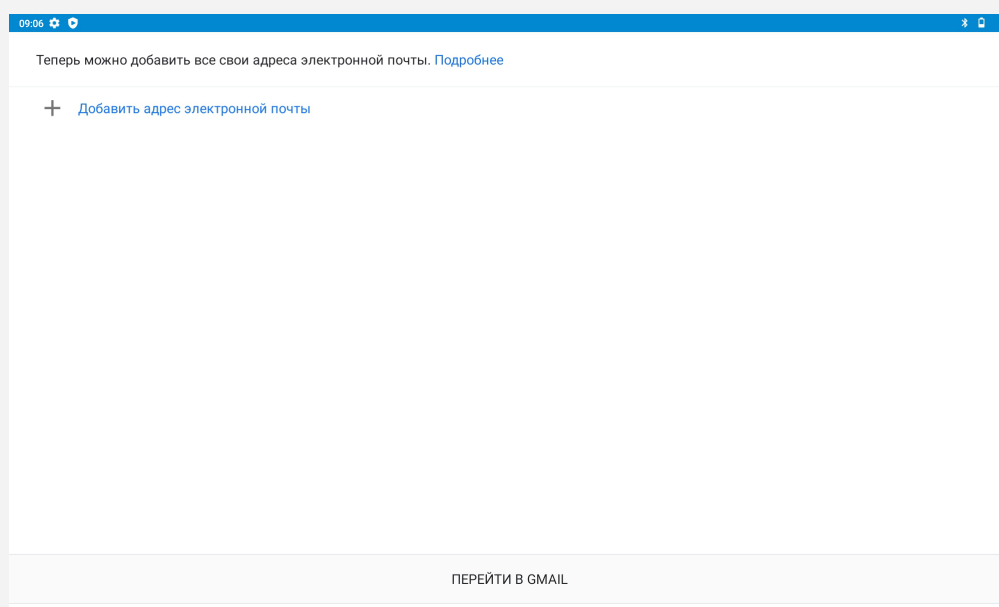 09:06
Теперь можно добавить все свои адреса электронной почты. Подробнее
Добавить адрес электронной почты
ПЕРЕЙТИ В GMAIL